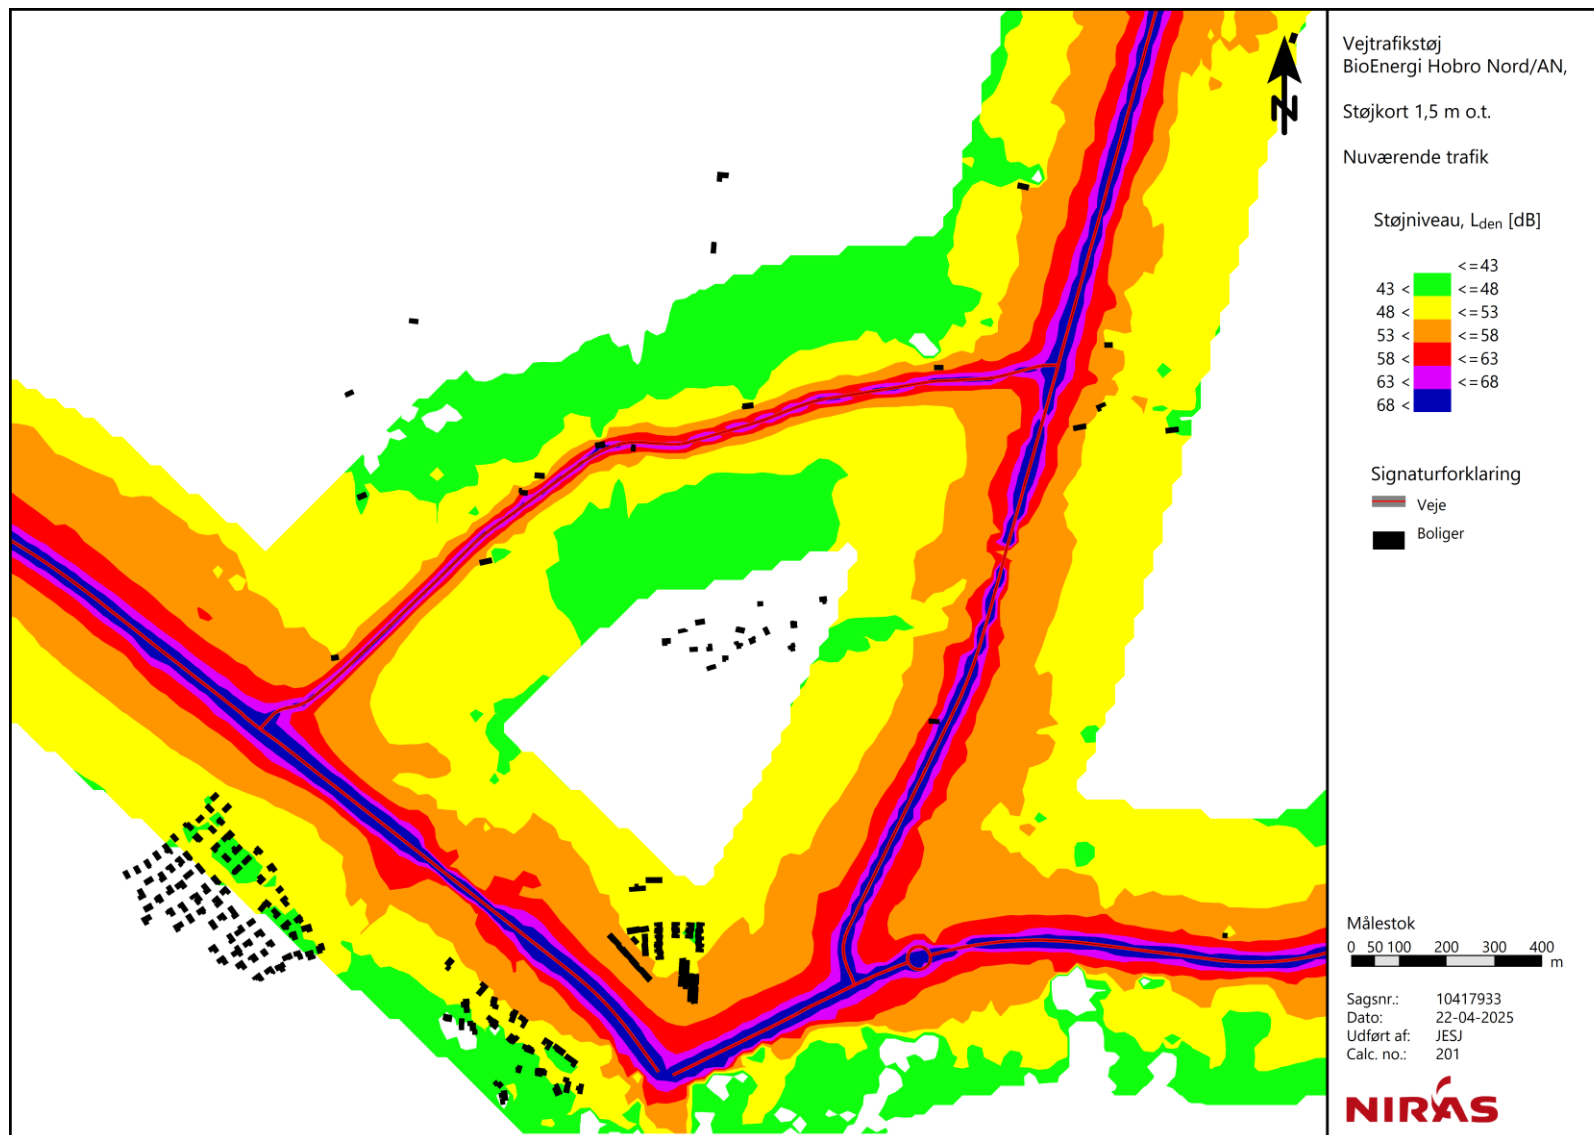 Vejtrafikstøj
BioEnergi Hobro Nord/AN,
Støjkort 1,5 m o.t.
Nuværende trafik
N
Støjniveau, Lden [dB]
<=43
43 < <=48
48 < <=53
53 < <=58
58 < <=63
63 < <=68
68 <
Signaturforklaring
Veje
Boliger
Målestok
0 50 100 200 300 400
m
Sagsnr.: 10417933
Dato: 22-04-2025
Udført af: JESJ
Calc. no.: 201
NIRAS